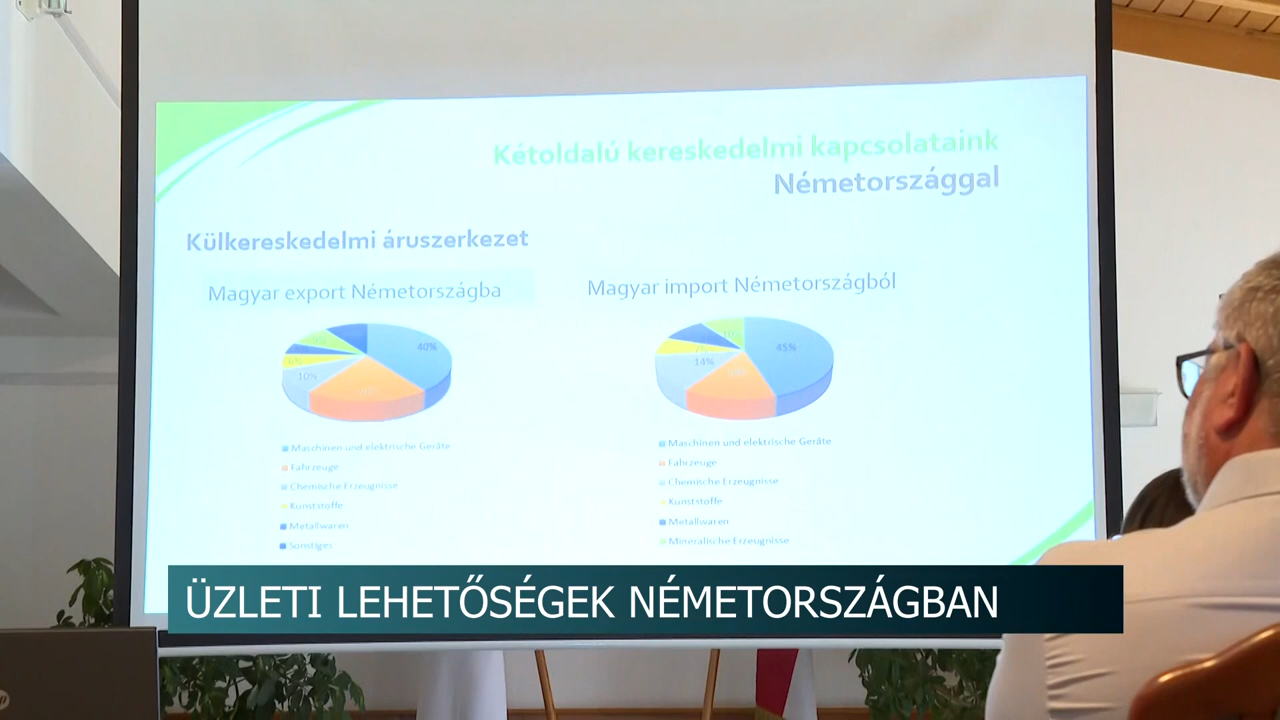 Kétoldalú kereskedelmi kapcsolataink
Németországgal
Külkereskedelmi áruszerkezet
Magyar export Németországba
Magyar import Németországból
40%
10%
45%
14%
Maschinen und elektrische Geräte
Fahrzeuge
Chemische Erzeugnisse
Kunststoffe
Metallwaren
Sonstiges
Maschinen und elektrische Geräte
Fahrzeuge
Chemische Erzeugnisse
Kunststoffe
Metallwaren
Mineralische Erzeugnisse
ÜZLETI LEHETŐSÉGEK NÉMETORSZÁGBAN